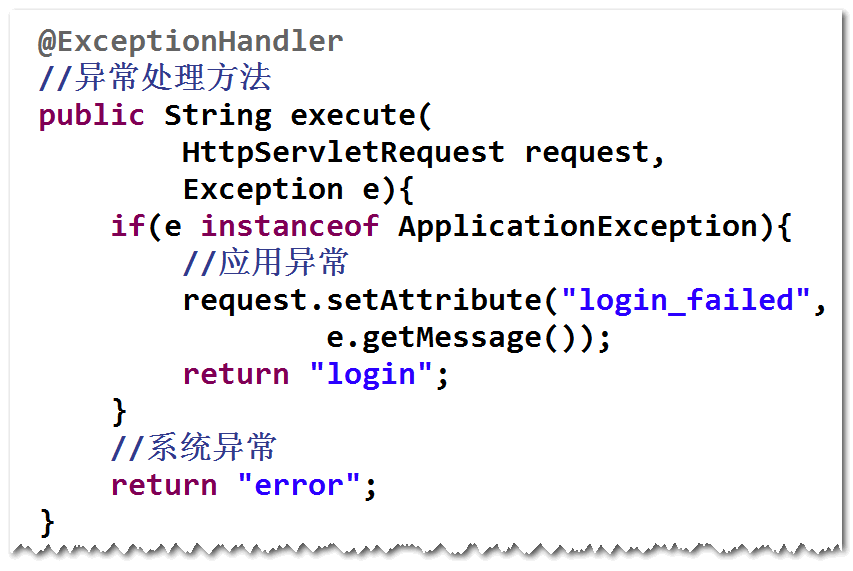 @ExceptionHandler
//异常处理方法
public String execute(
HttpServletRequest request,
Exception e){
if(e instanceof ApplicationException){
//应用异常
request.setAttribute("login_failed",
e.getMessage());
return "login";
}
//系统异常
return "error";
}